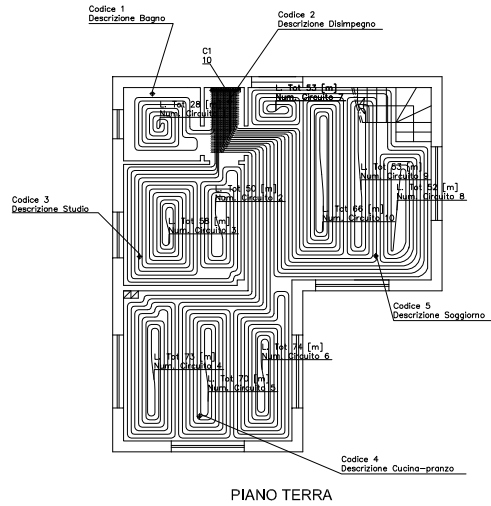 Codice 1
Descrizione Bagno
Codice 2
Descrizione Disimpegno
C1
10
L. Tot 28 [m]
Num. Circuito
L. Tot 53 [m]
Num. Circuito 7
L. Tot 50 [m]
Num. Circuito 2
L. Tot 63 [m]
Num. Circuito 9
L. Tot 52 [m]
Num. Circuito 8
Codice 3
Descrizione Studio
L. Tot 58 [m]
Num. Circuito 3
L. Tot 66 [m]
Num. Circuito 10
Codice 5
Descrizione Soggiorno
L. Tot 73 [m]
Num. Circuito 4
L. Tot 70 [m]
Num. Circuito 5
L. Tot 74 [m]
Num. Circuito 6
Codice 4
Descrizione Cucina-pranzo
PIANO TERRA